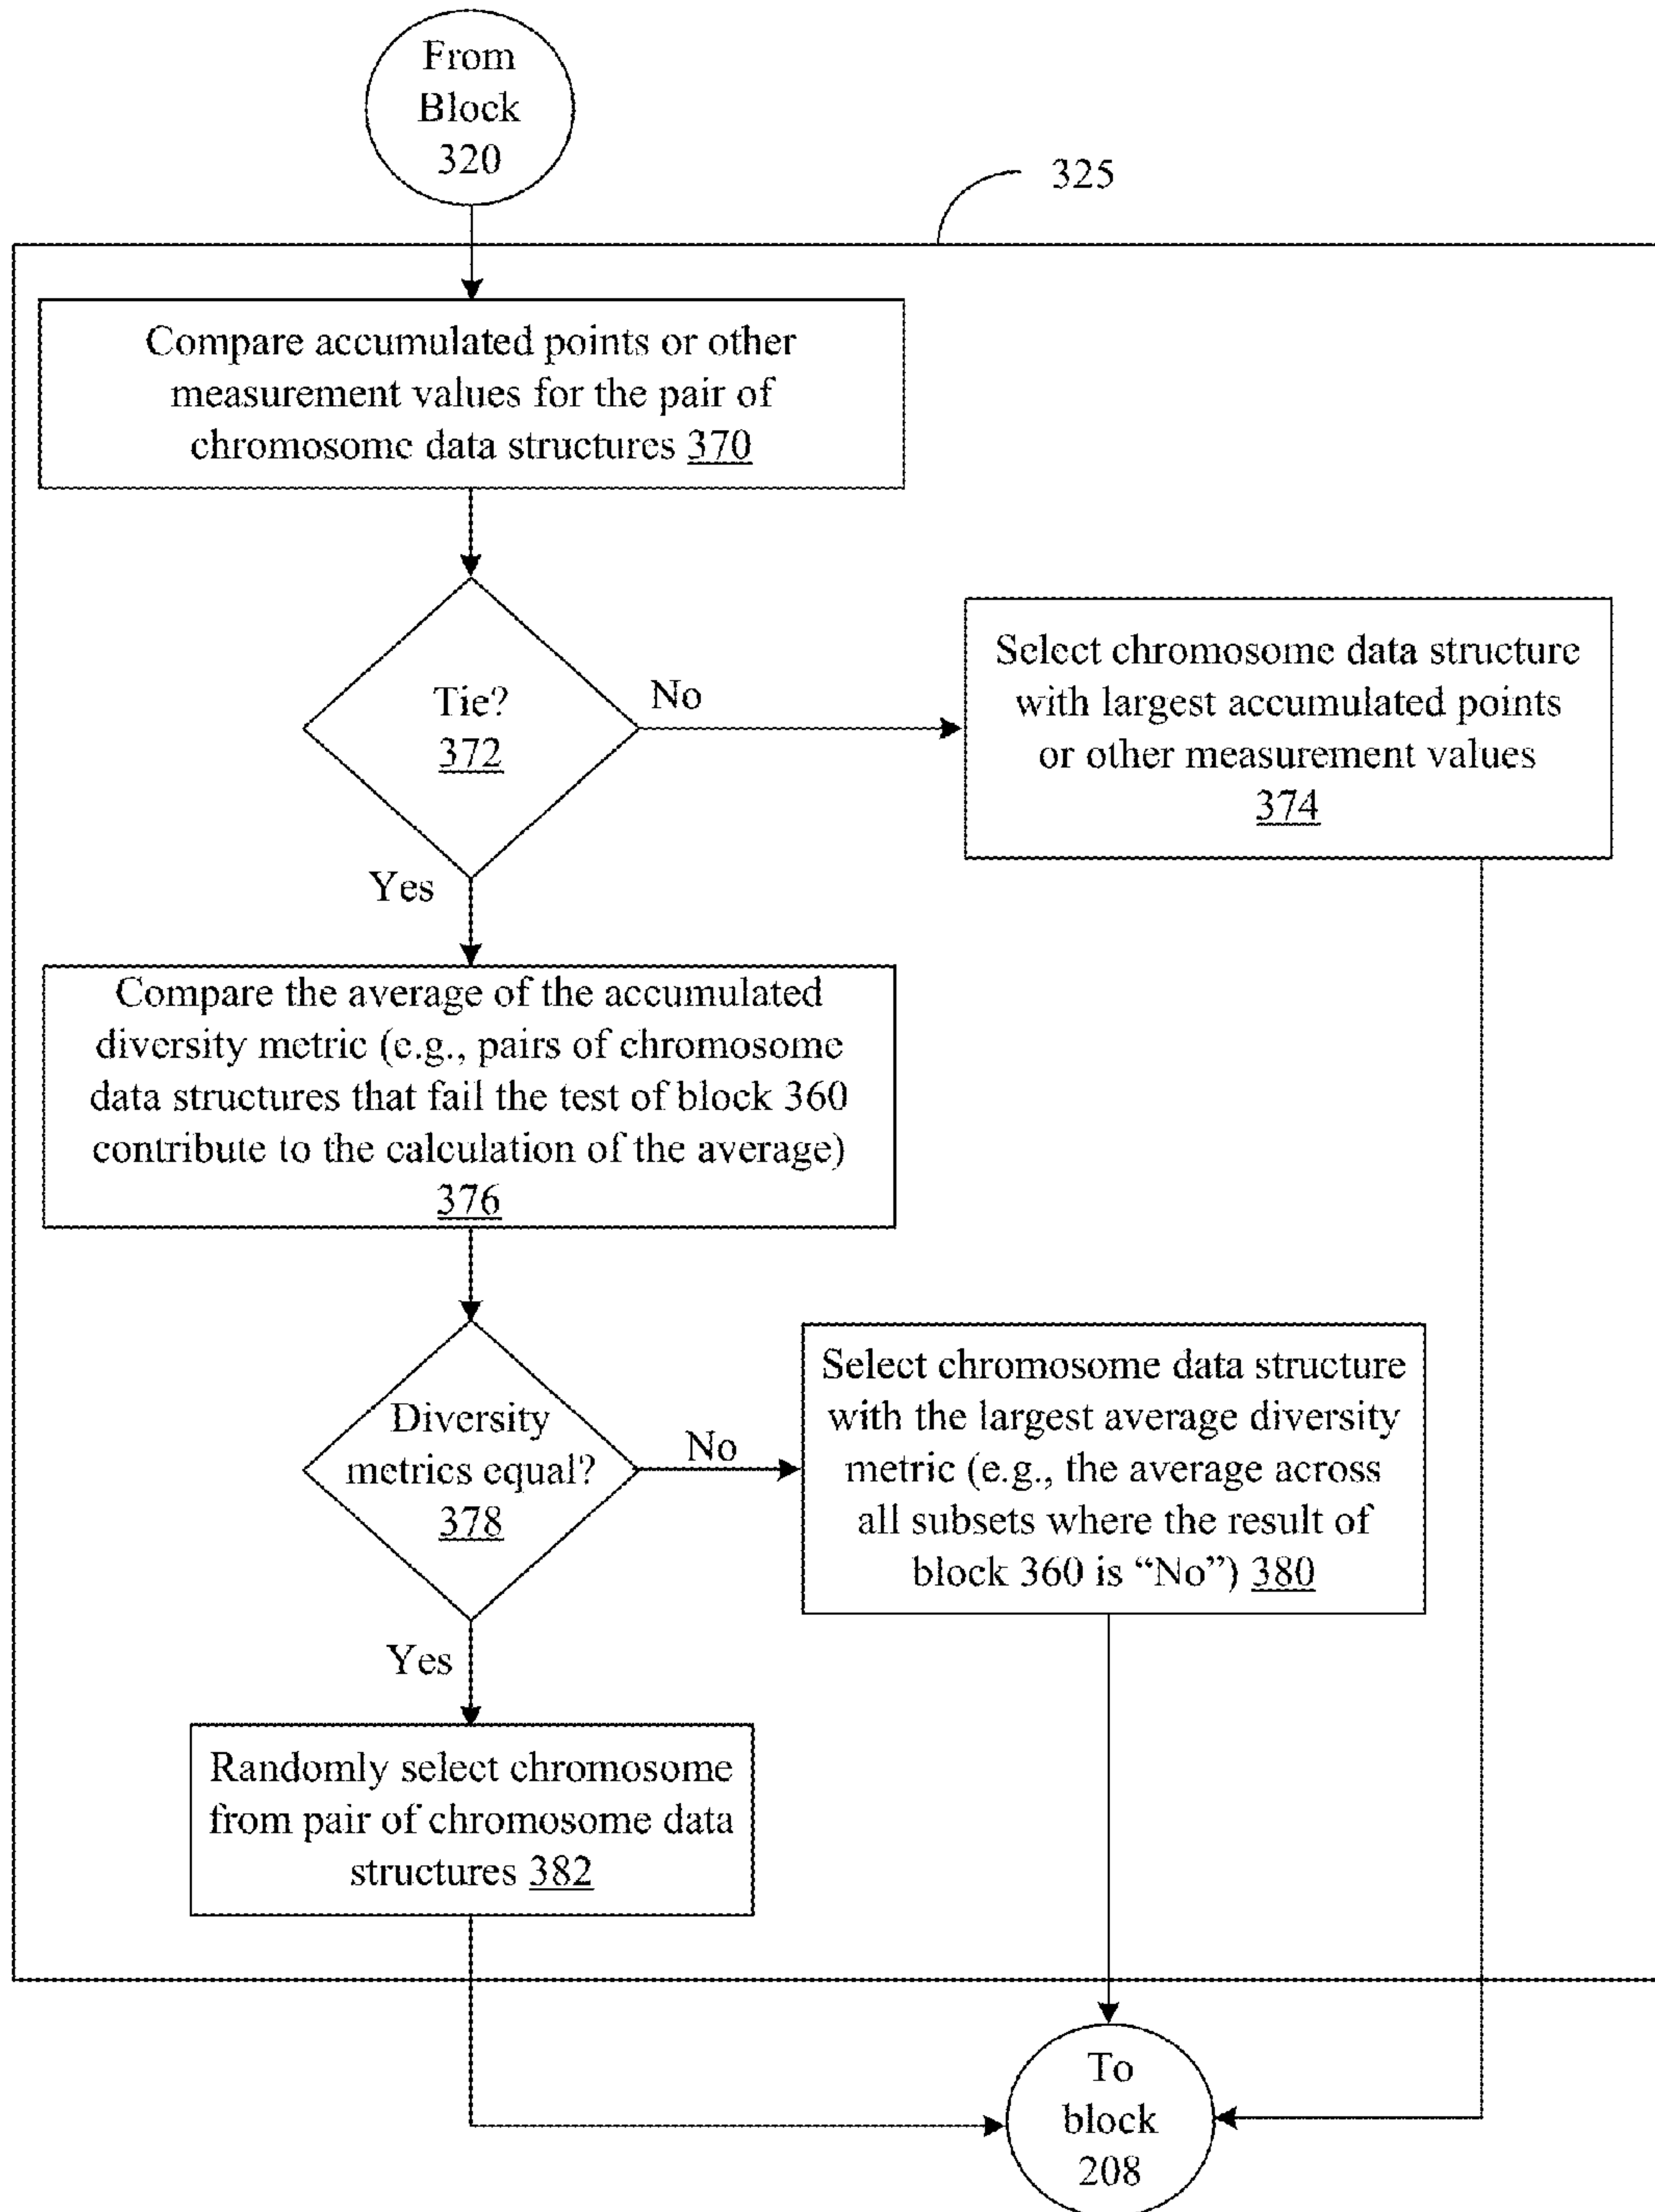 From
Block
320
325
Compare accumulated points or other
measurement values for the pair of
chromosome data structures 370
Tie?
372
No
Select chromosome data structure
with largest accumulated points
or other measurement values
374
Yes
Compare the average of the accumulated
diversity metric (e.g., pairs of chromosome
data structures that fail the test of block 360
contribute to the calculation of the average)
376
Diversity
metrics equal?
378
No
Select chromosome data structure
with the largest average diversity
metric (e.g., the average across
all subsets where the result of
block 360 is “No”) 380
Yes
Randomly select chromosome
from pair of chromosome data
structures 382
To
block
208